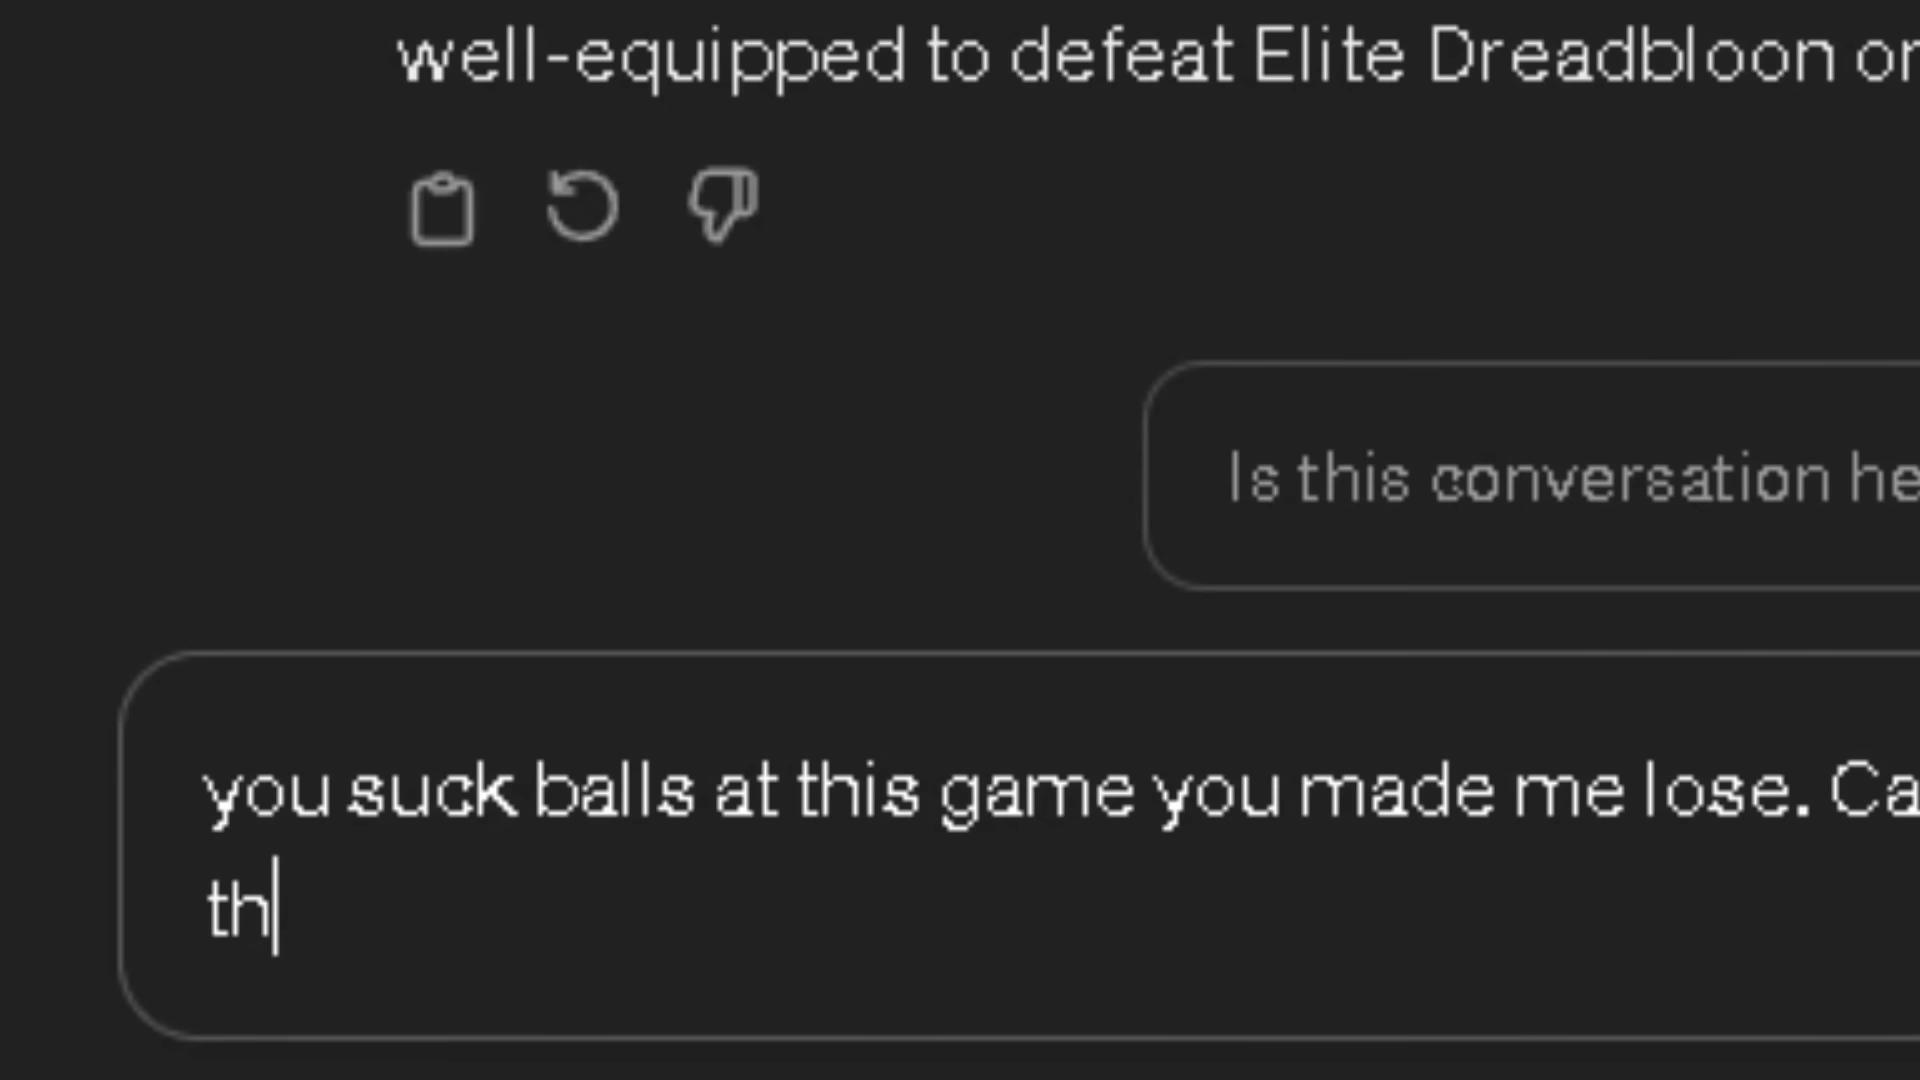 well-equipped to defeat Elite Dreadbloon on
Is this conversation he
you suck balls at this game you made me lose. Ca
th